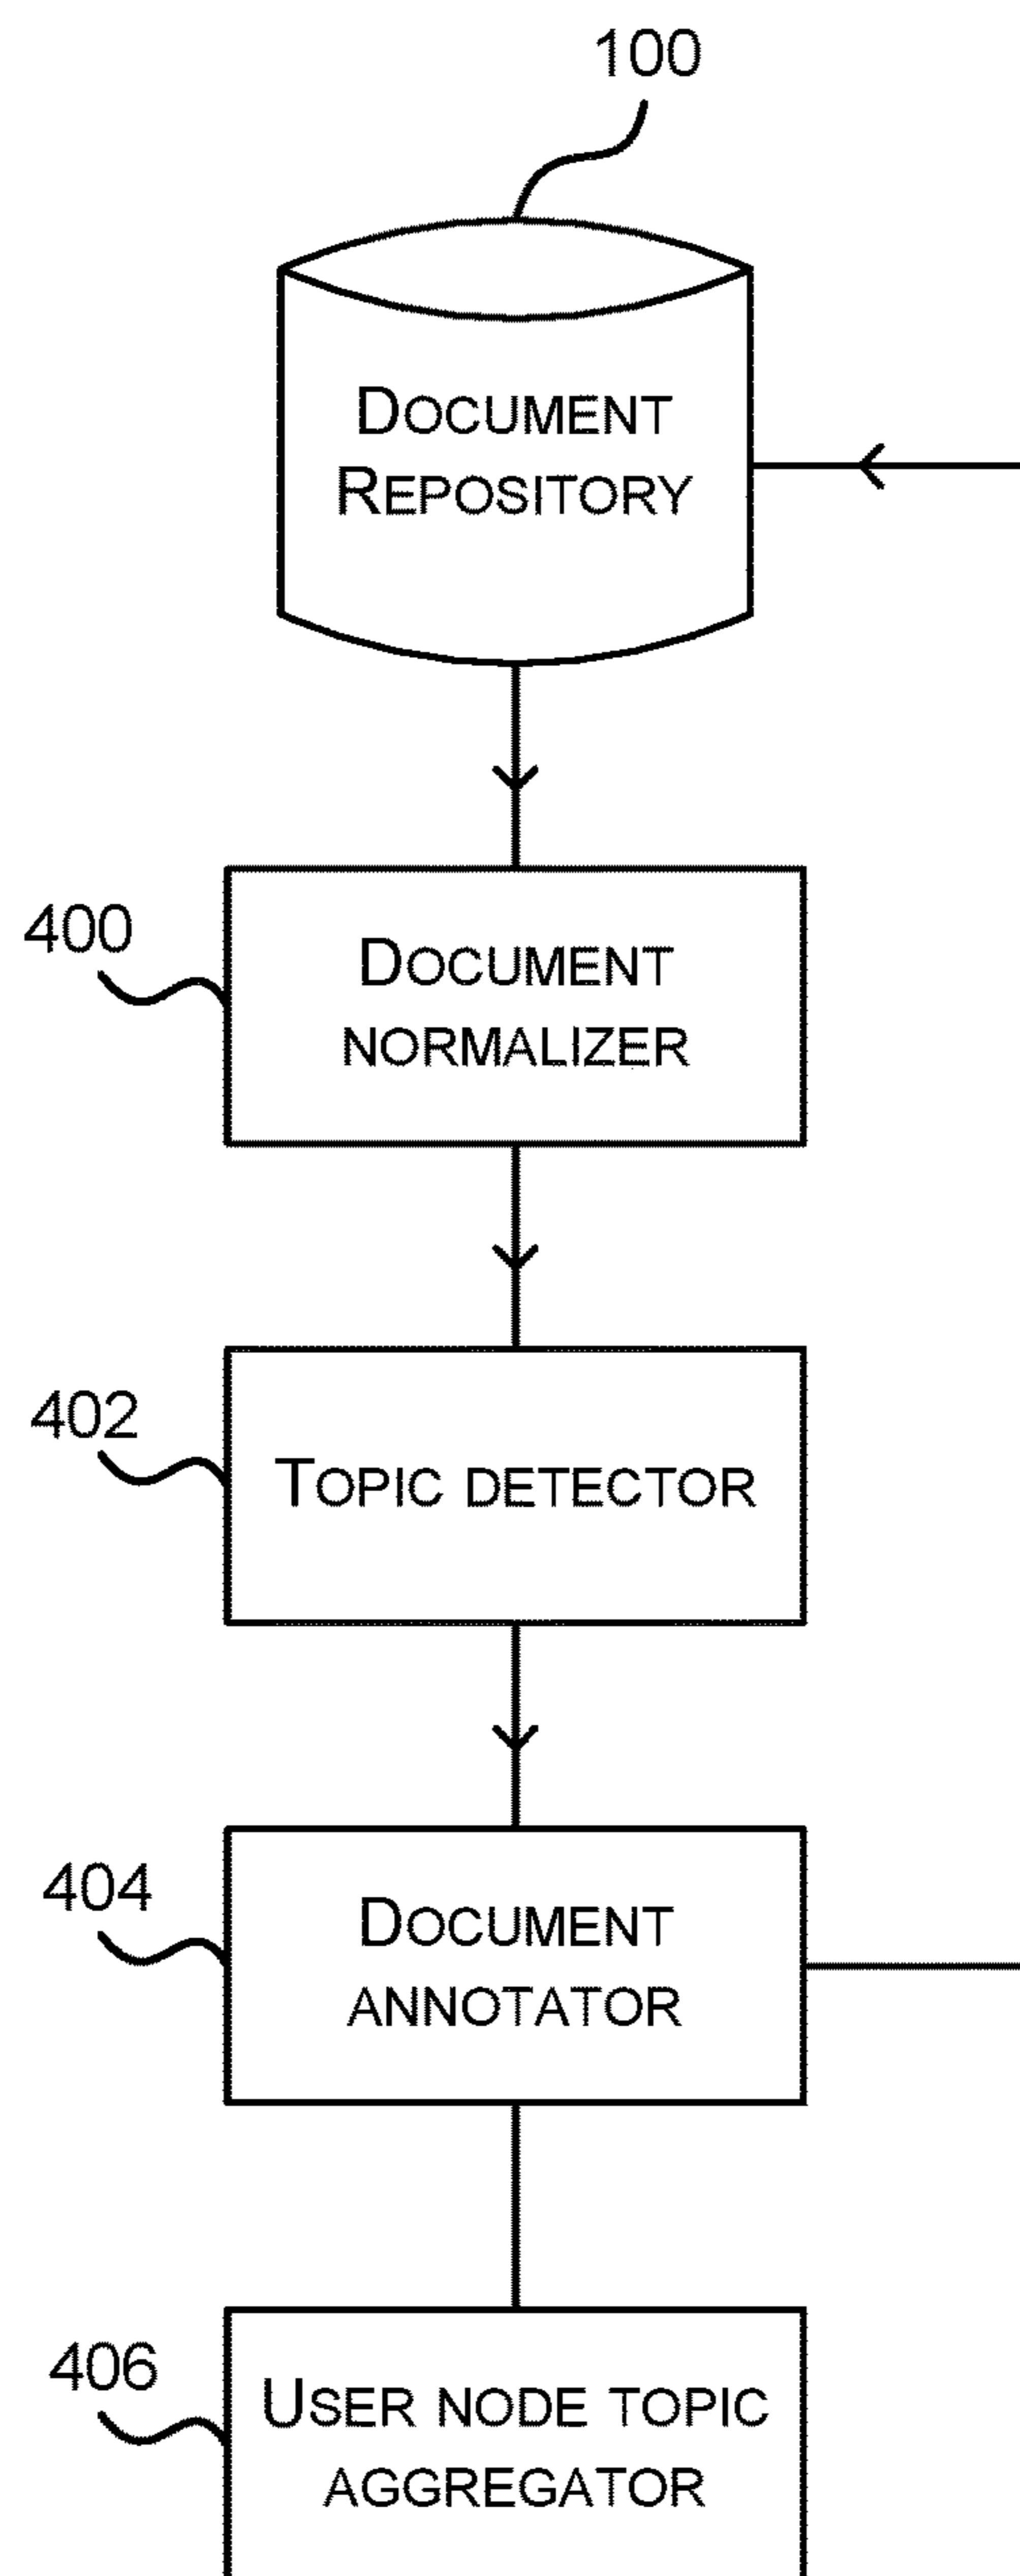 100
DOCUMENT
REPOSITORY
400
DOCUMENT
NORMALIZER
402
TOPIC DETECTOR
404
DOCUMENT
ANNOTATOR
406
USER NODE TOPIC
AGGREGATOR